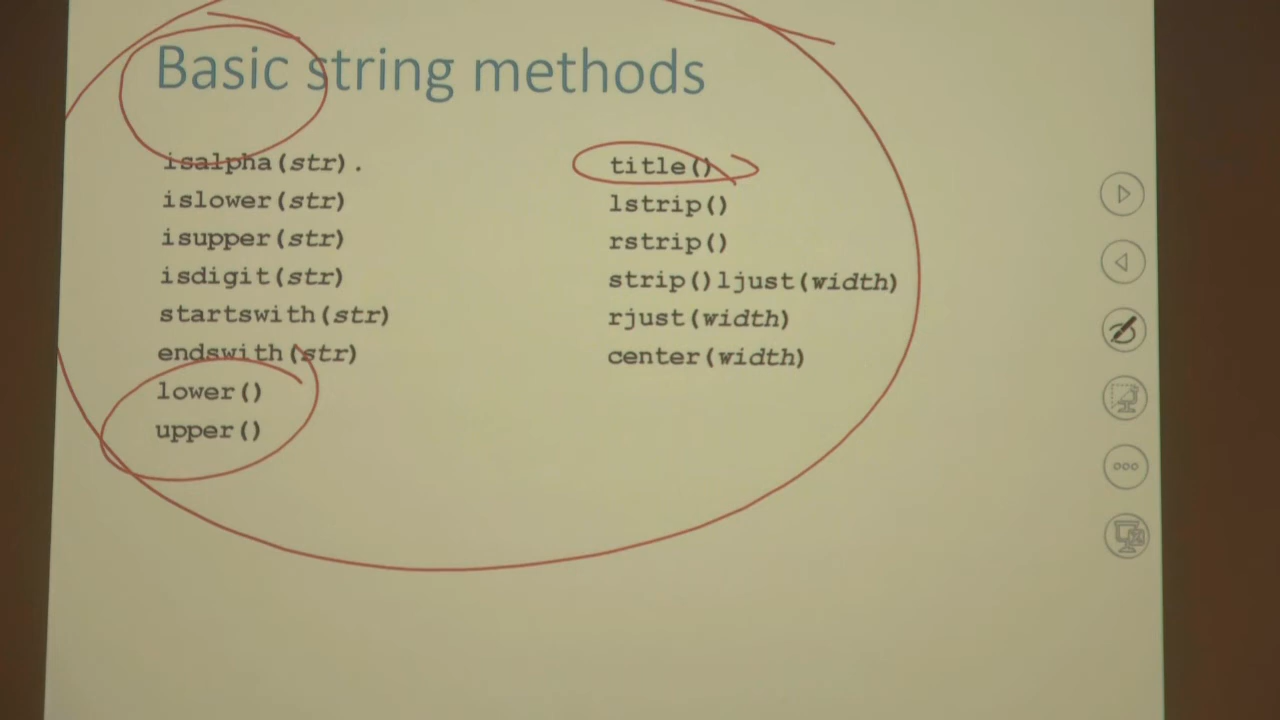 Basic string methods
isalpha(str).
islower(str)
isupper(str)
isdigit(str)
startswith(str)
endswith(str)
lower()
upper()
title()
lstrip()
rstrip()
strip()ljust(width)
rjust(width)
center(width)